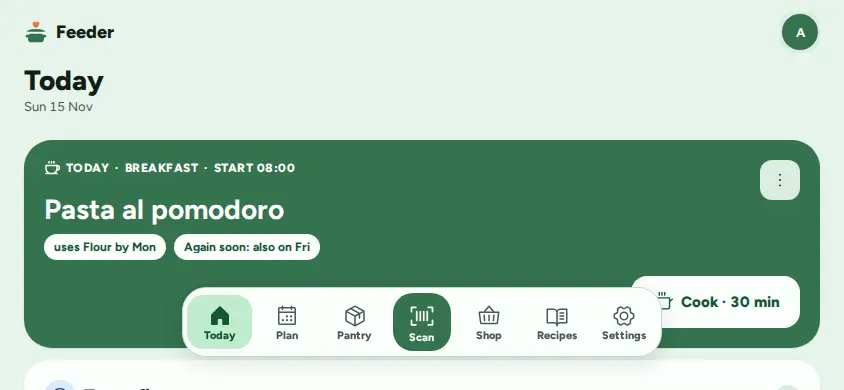 Feeder
A
Today
Sun 15 Nov
TODAY · BREAKFAST · START 08:00
Pasta al pomodoro
uses Flour by Mon
Again soon: also on Fri
Cook · 30 min
Today
Plan
Pantry
Scan
Shop
Recipes
Settings